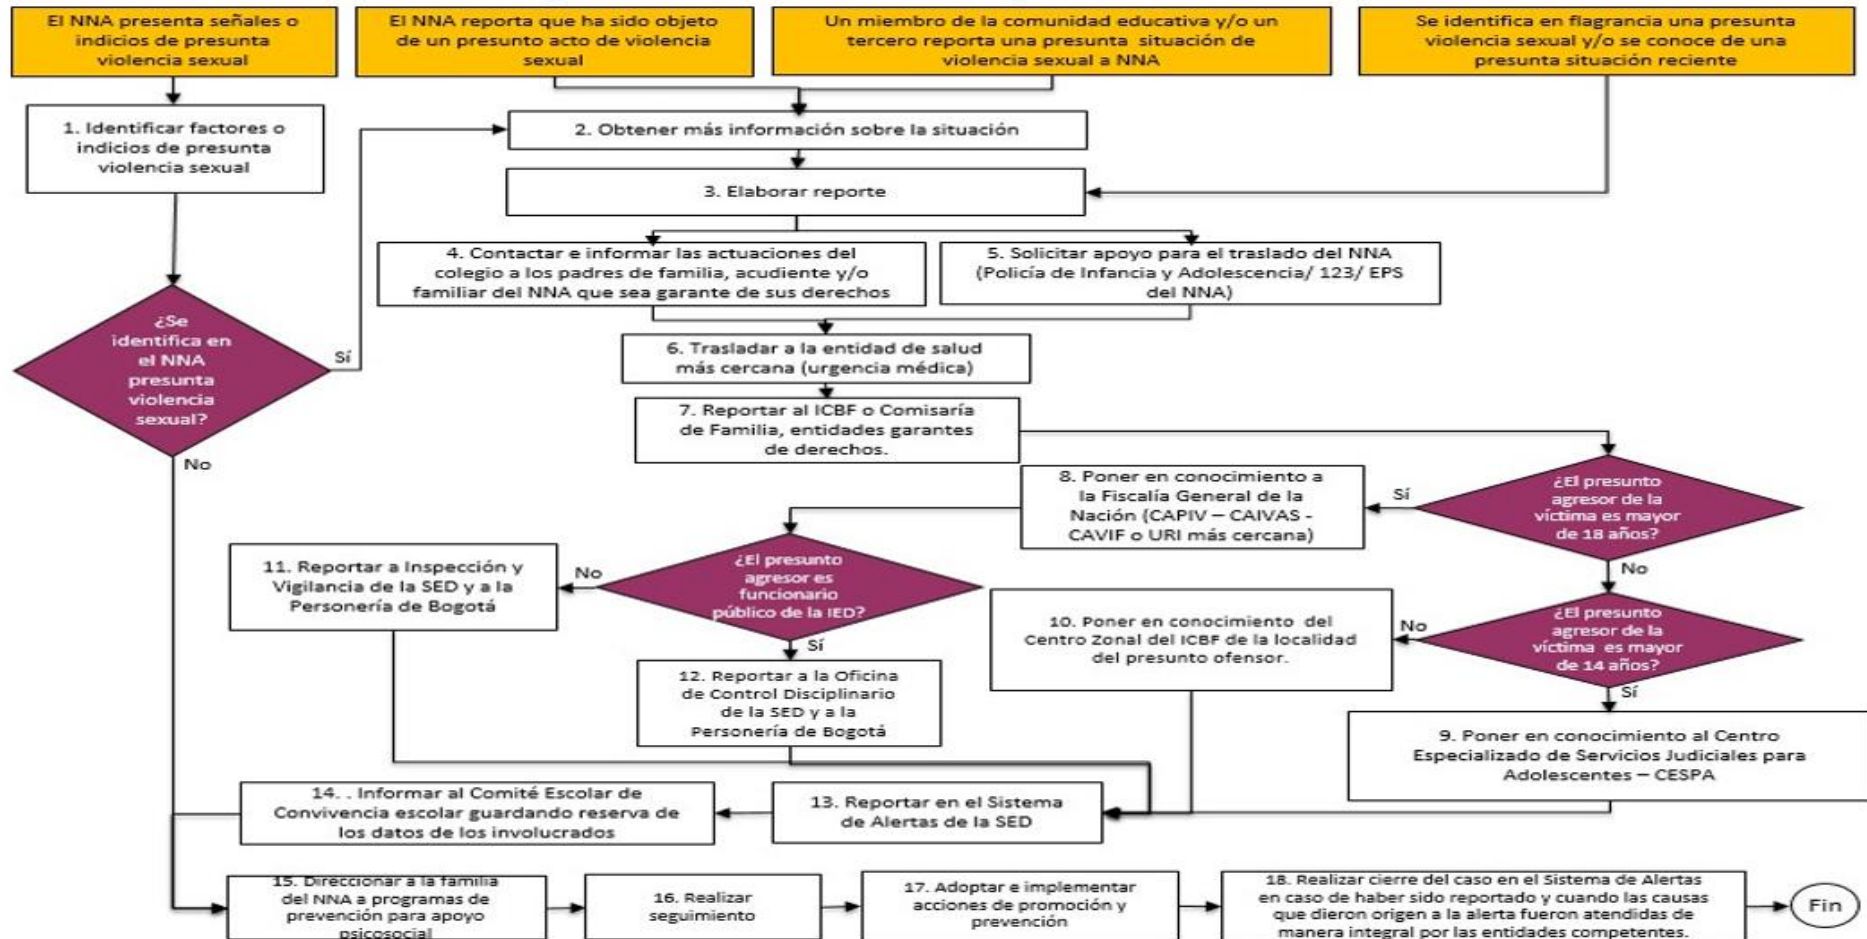 El NNA presenta señales o
indicios de presunta
violencia sexual
El NNA reporta que ha sido objeto
de un presunto acto de violencia
sexual
Un miembro de la comunidad educativa y/o un
tercero reporta una presunta situación de
violencia sexual a NNA
Se identifica en flagrancia una presunta
violencia sexual y/o se conoce de una
presunta situación reciente
1. Identificar factores o
indicios de presunta
violencia sexual
2. Obtener más información sobre la situación
3. Elaborar reporte
4. Contactar e informar las actuaciones del
colegio a los padres de familia, acudiente y/o
familiar del NNA que sea garante de sus derechos
5. Solicitar apoyo para el traslado del NNA
(Policía de Infancia y Adolescencia/ 123/ EPS
del NNA)
¿Se
identifica en
el NNA
presunta
violencia
sexual?
Sí
No
6. Trasladar a la entidad de salud
más cercana (urgencia médica)
7. Reportar al ICBF o Comisaría
de Familia, entidades garantes
de derechos.
¿El presunto
agresor de la
víctima es mayor
de 18 años?
Sí
No
8. Poner en conocimiento a
la Fiscalía General de la
Nación (CAPIV – CAIVAS -
CAVIF o URI más cercana)
¿El presunto
agresor es
funcionario
público de la IED?
No
Sí
11. Reportar a Inspección y
Vigilancia de la SED y a la
Personería de Bogotá
10. Poner en conocimiento del
Centro Zonal del ICBF de la localidad
del presunto ofensor.
¿El presunto
agresor de la
víctima es mayor
de 14 años?
No
Sí
12. Reportar a la Oficina
de Control Disciplinario
de la SED y a la
Personería de Bogotá
9. Poner en conocimiento al Centro
Especializado de Servicios Judiciales para
Adolescentes – CESPA
14. . Informar al Comité Escolar de
Convivencia escolar guardando reserva de
los datos de los involucrados
13. Reportar en el Sistema
de Alertas de la SED
15. Direccionar a la familia
del NNA a programas de
prevención para apoyo
psicosocial
16. Realizar
seguimiento
17. Adoptar e implementar
acciones de promoción y
prevención
18. Realizar cierre del caso en el Sistema de Alertas
en caso de haber sido reportado y cuando las causas
que dieron origen a la alerta fueron atendidas de
manera integral por las entidades competentes.
Fin